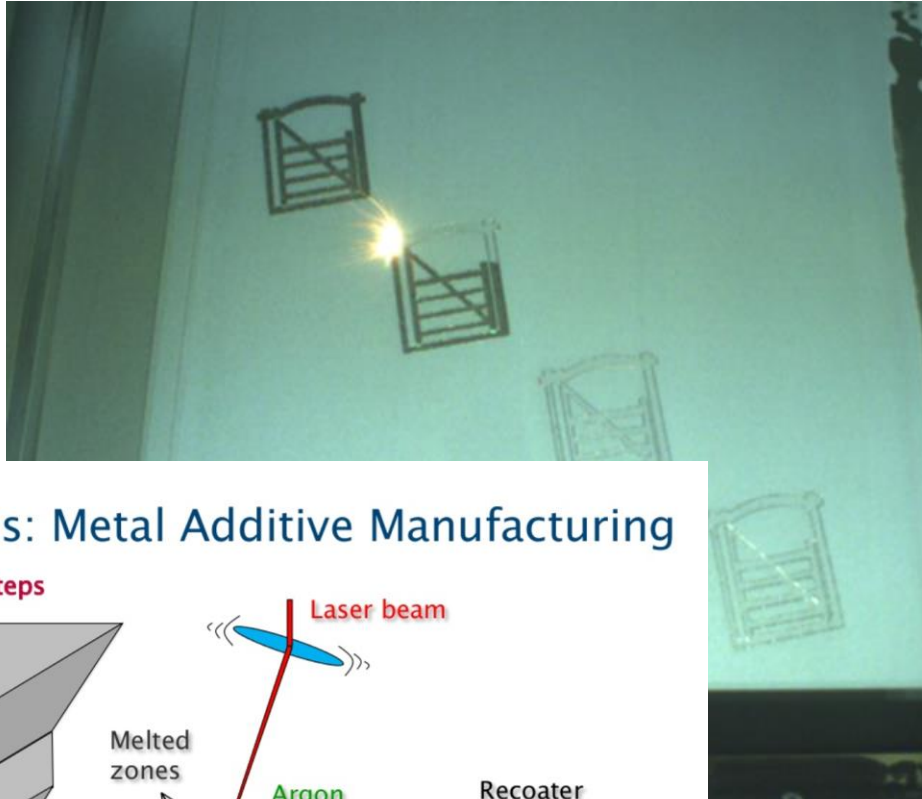 s: Metal Additive Manufacturing
teps
Laser beam
Melted
zones
Argon
Recoater